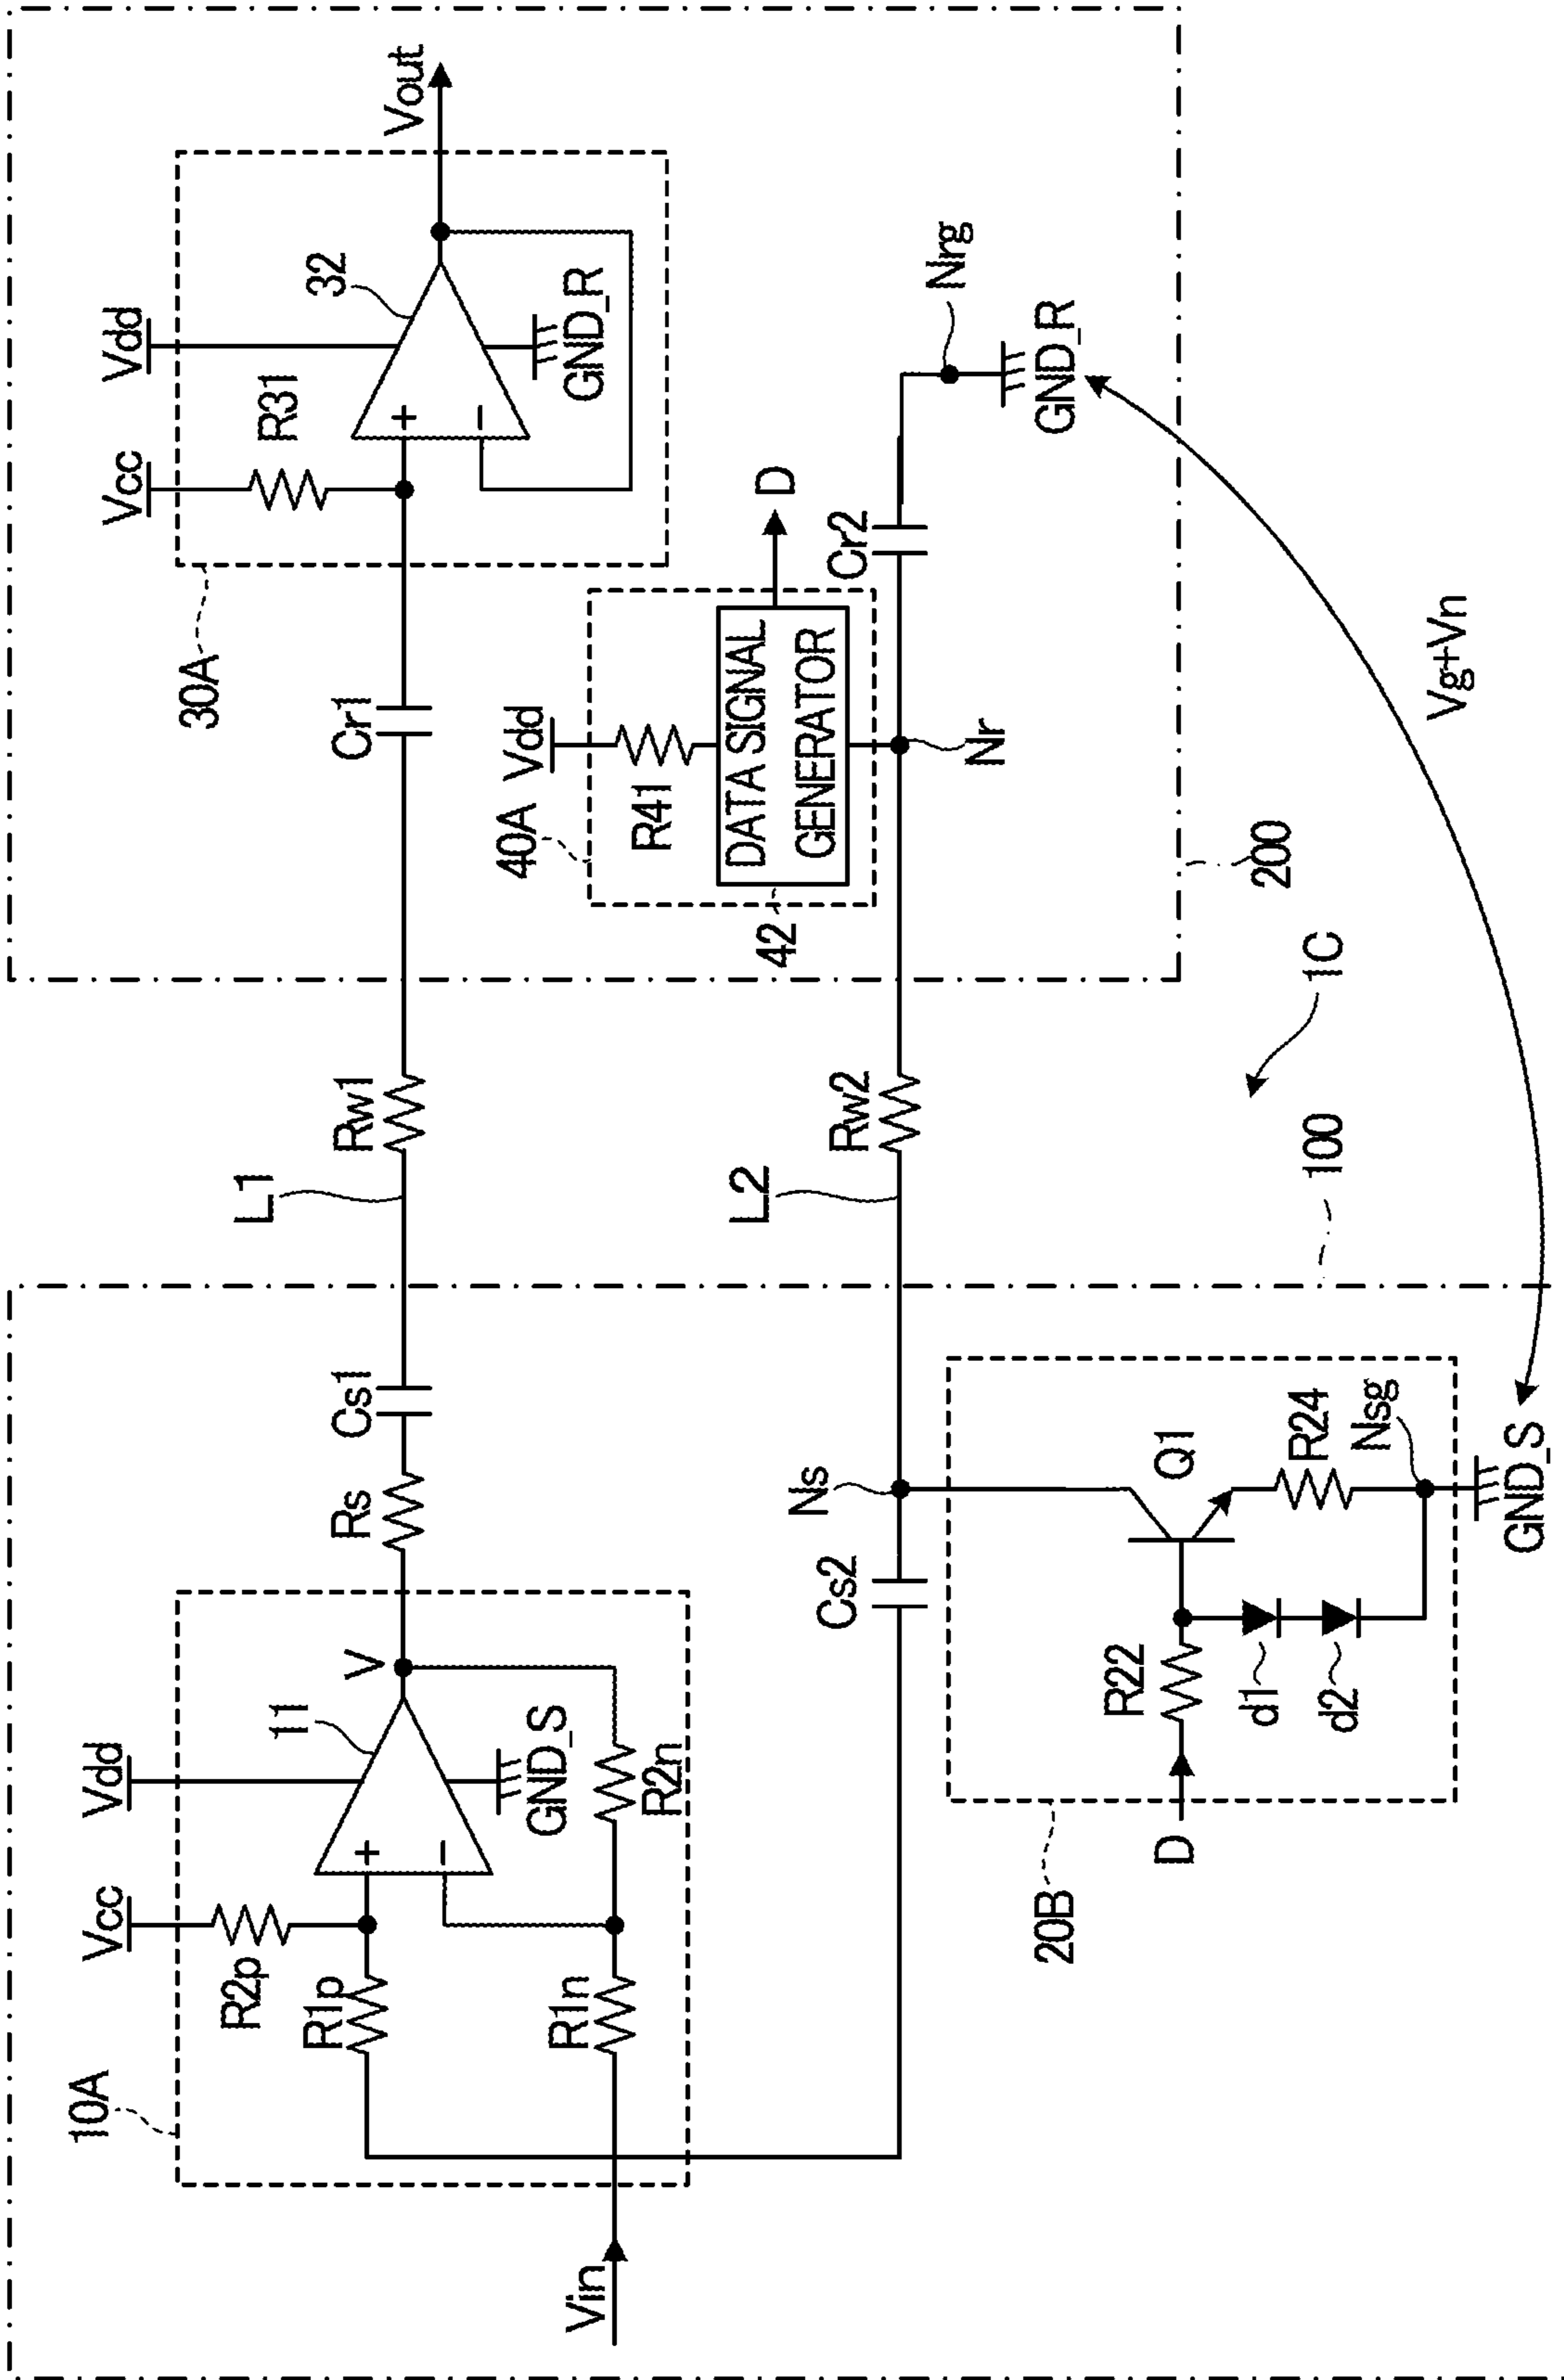 10A
Vcc
Vdd
R2p
11
V
R1p
R1n
+
−
GND_S
R2n
Vin
Rs
Cs1
L1
Rw1
Cr1
30A
Vcc
Vdd
R31
32
+
−
GND_R
Vout
40A
Vdd
R41
DATA SIGNAL
GENERATOR
42
D
Cs2
Ns
L2
Rw2
Nr
Cr2
Nrg
GND_R
20B
D
R22
d1
d2
Q1
R24
Nsg
GND_S
100
1C
200
Vg+Vn